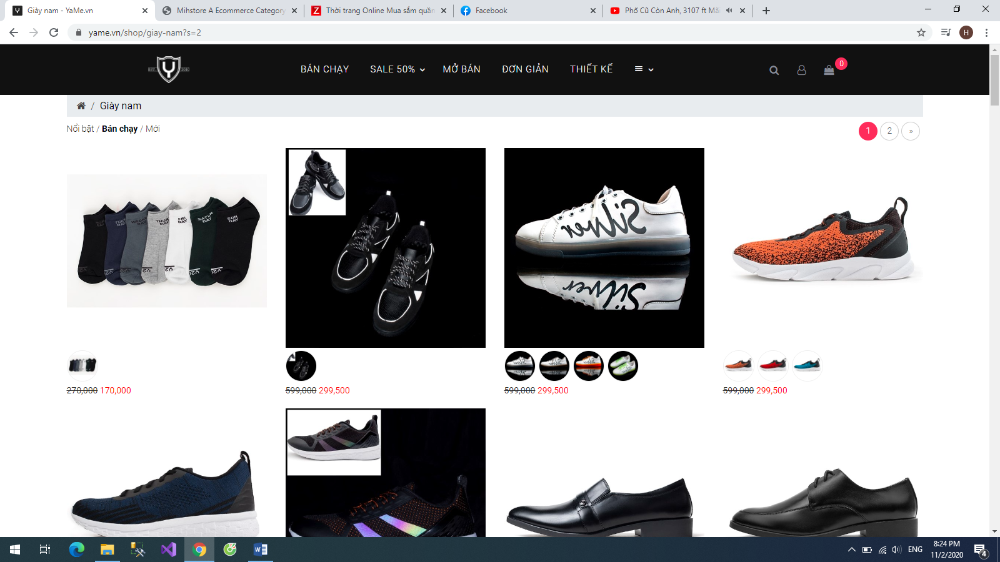 Giày nam - YaMe.vn
Mihstore A Ecommerce Category
Thời trang Online Mua sắm quần
Facebook
Phố Cũ Còn Anh, 3107 ft Mã
yame.vn/shop/giay-nam?s=2
H
Y
BÁN CHẠY
SALE 50%
MỞ BÁN
ĐƠN GIẢN
THIẾT KẾ
0
/ Giày nam
Nổi bật / Bán chạy / Mới
1 2 »
THUR DAY
FRI DAY
SATUR DAY
SUN DAY
Silver
Silver
270,000 170,000
599,000 299,500
599,000 299,500
599,000 299,500
ENG
8:24 PM
11/2/2020
4